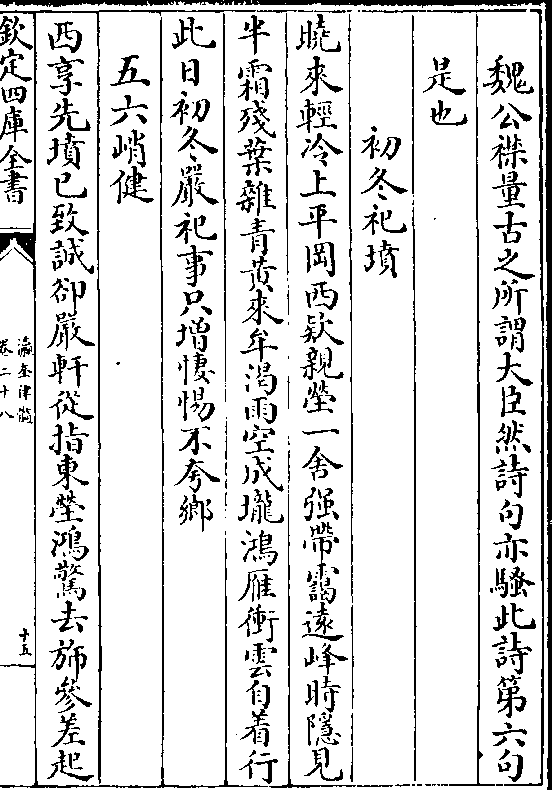 魏公襟量古之所謂大臣然詩句亦騷此詩第六句
是也
初冬祀墳
曉來輕冷上平岡西欵親塋一舍强帶靄遠峰時隱見
半霜殘葉雜青黃來牟渴雨空成壠鴻雁衝雲自着行
此日初冬嚴祀事只增悽惕不夸鄉
五六峭健
西享先墳已致誠卻嚴軒從指東塋鴻驚去斾參差起
欽定四庫全書
瀛奎律髓
卷二十八
十五